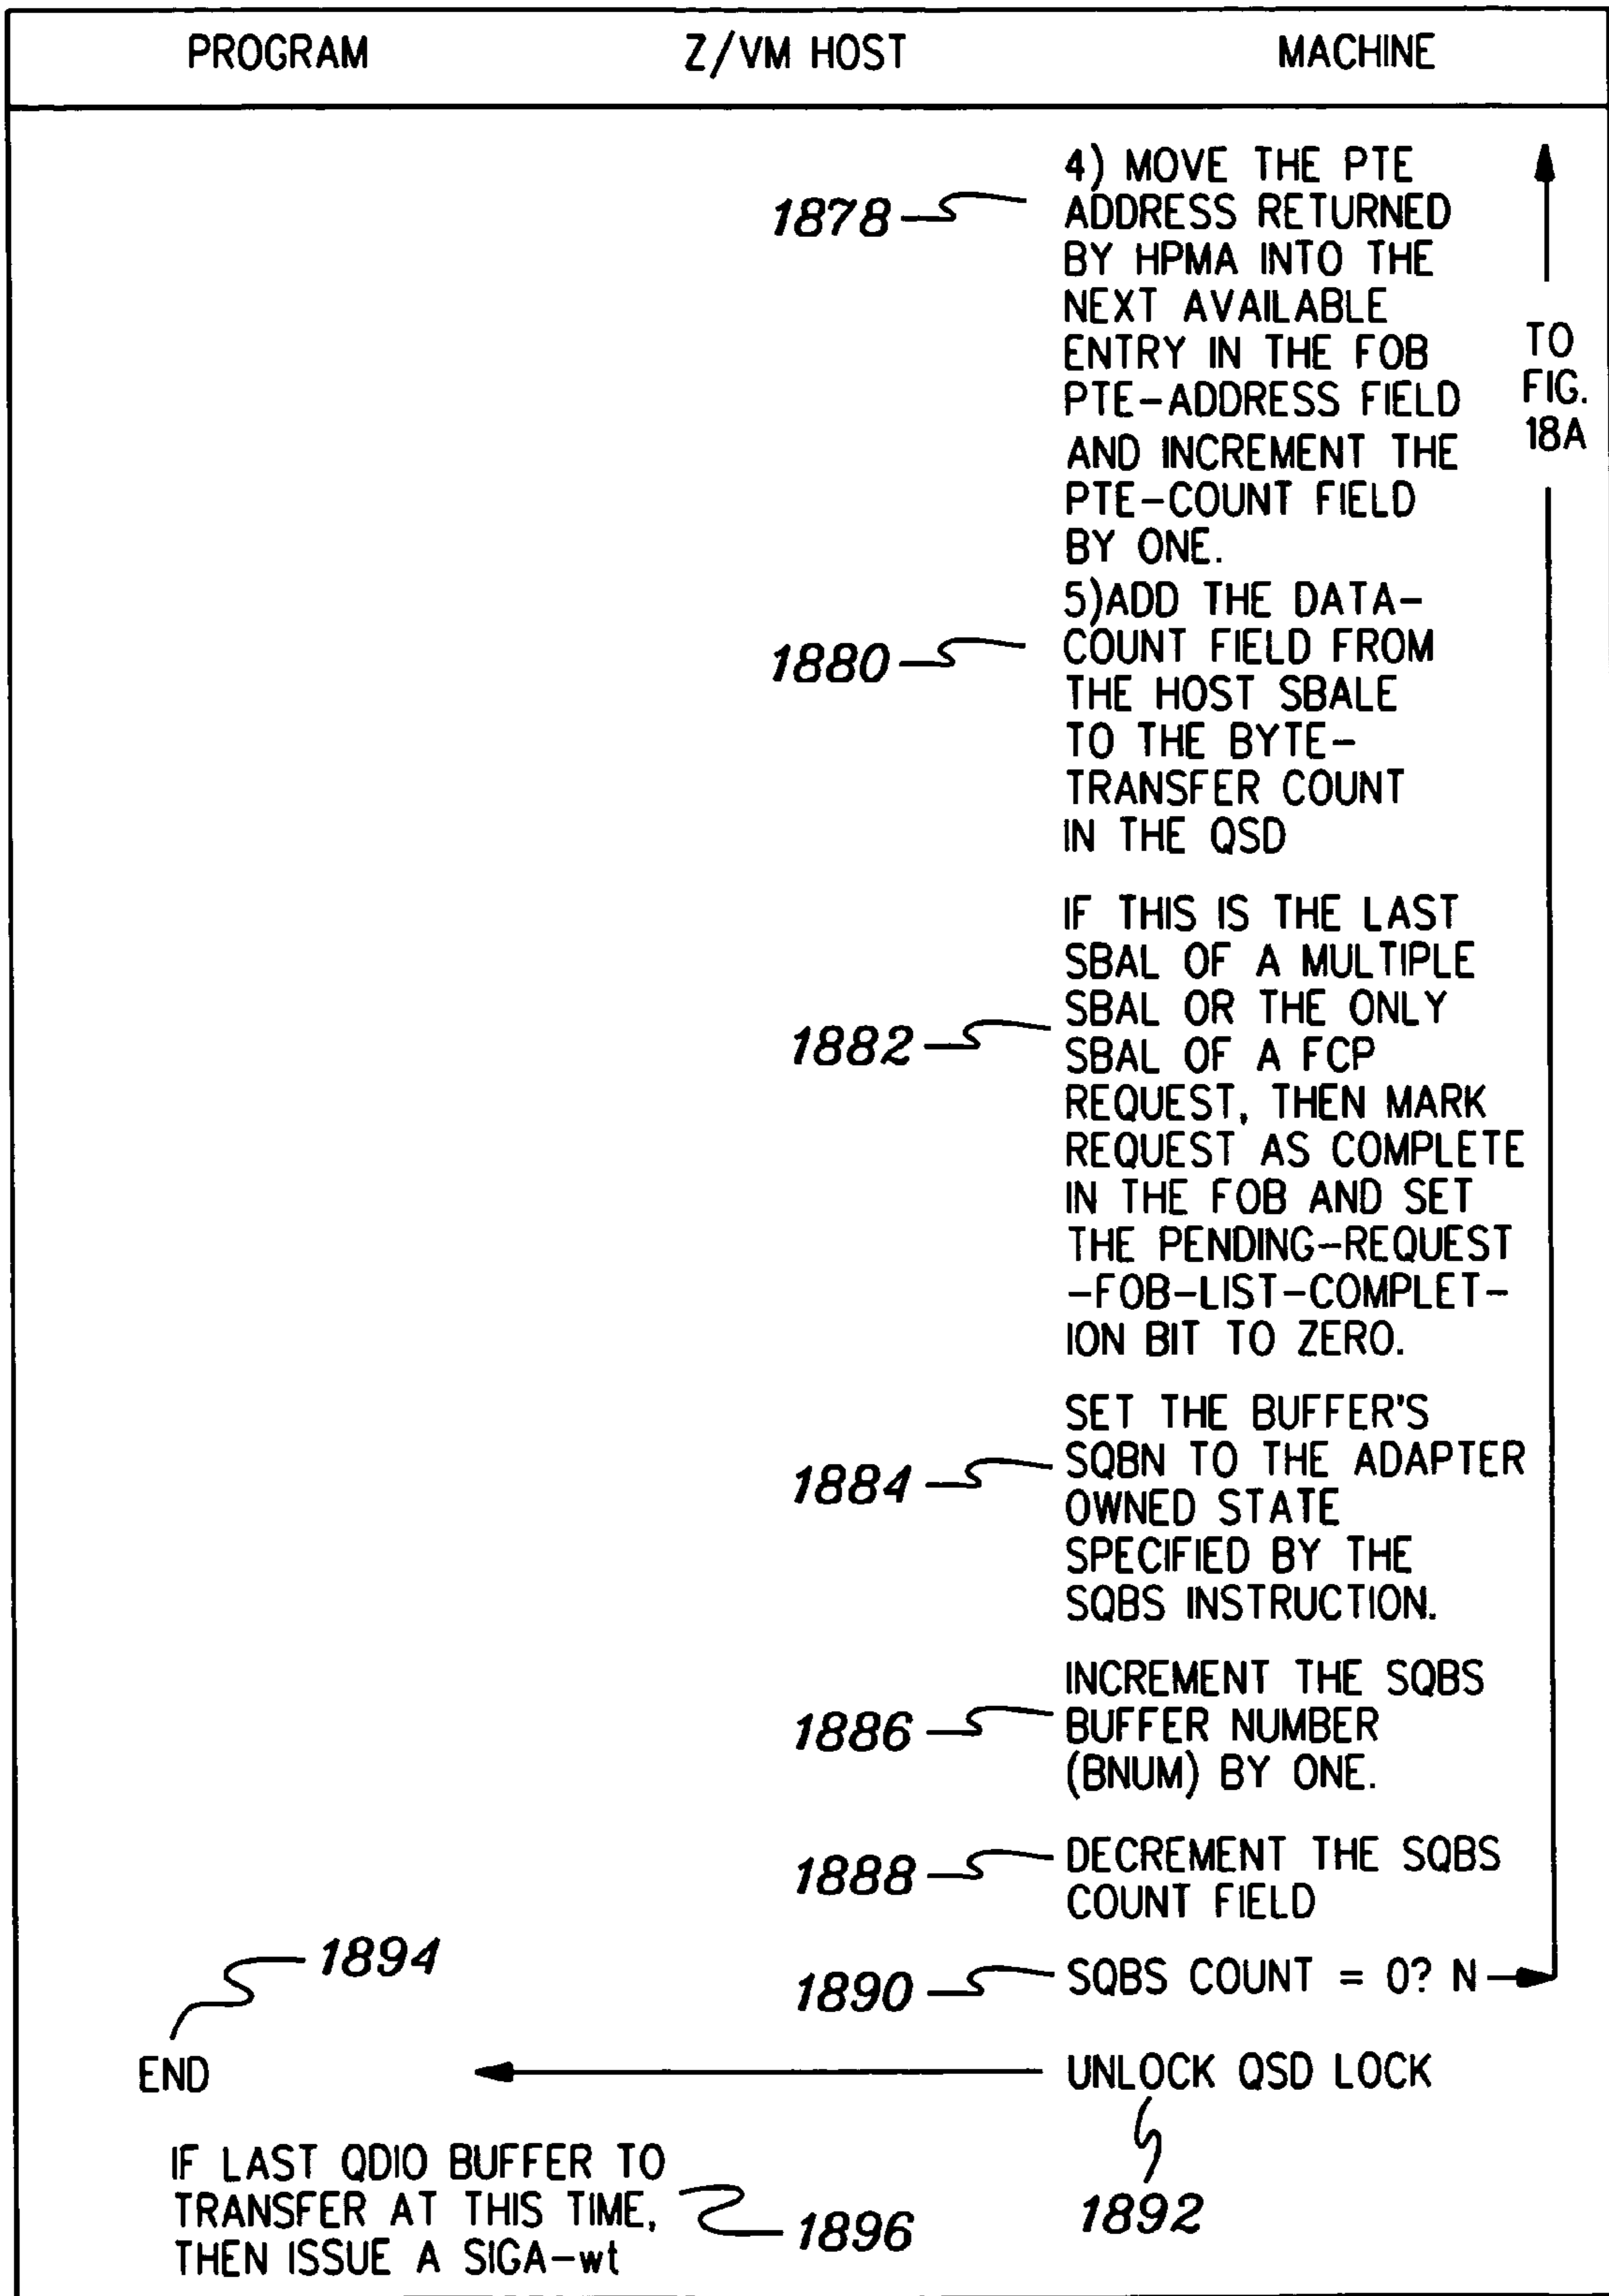 PROGRAM
Z/VM HOST
MACHINE
1878
4) MOVE THE PTE
ADDRESS RETURNED
BY HPMA INTO THE
NEXT AVAILABLE
ENTRY IN THE FOB
PTE-ADDRESS FIELD
AND INCREMENT THE
PTE-COUNT FIELD
BY ONE.
TO
FIG.
18A
1880
5)ADD THE DATA-
COUNT FIELD FROM
THE HOST SBALE
TO THE BYTE-
TRANSFER COUNT
IN THE QSD
1882
IF THIS IS THE LAST
SBAL OF A MULTIPLE
SBAL OR THE ONLY
SBAL OF A FCP
REQUEST, THEN MARK
REQUEST AS COMPLETE
IN THE FOB AND SET
THE PENDING-REQUEST
-FOB-LIST-COMPLET-
ION BIT TO ZERO.
1884
SET THE BUFFER'S
SQBN TO THE ADAPTER
OWNED STATE
SPECIFIED BY THE
SQBS INSTRUCTION.
1886
INCREMENT THE SQBS
BUFFER NUMBER
(BNUM) BY ONE.
1888
DECREMENT THE SQBS
COUNT FIELD
1894
1890
SQBS COUNT = 0? N
END
UNLOCK QSD LOCK
1892
IF LAST QDIO BUFFER TO
TRANSFER AT THIS TIME,
THEN ISSUE A SIGA-wt
1896